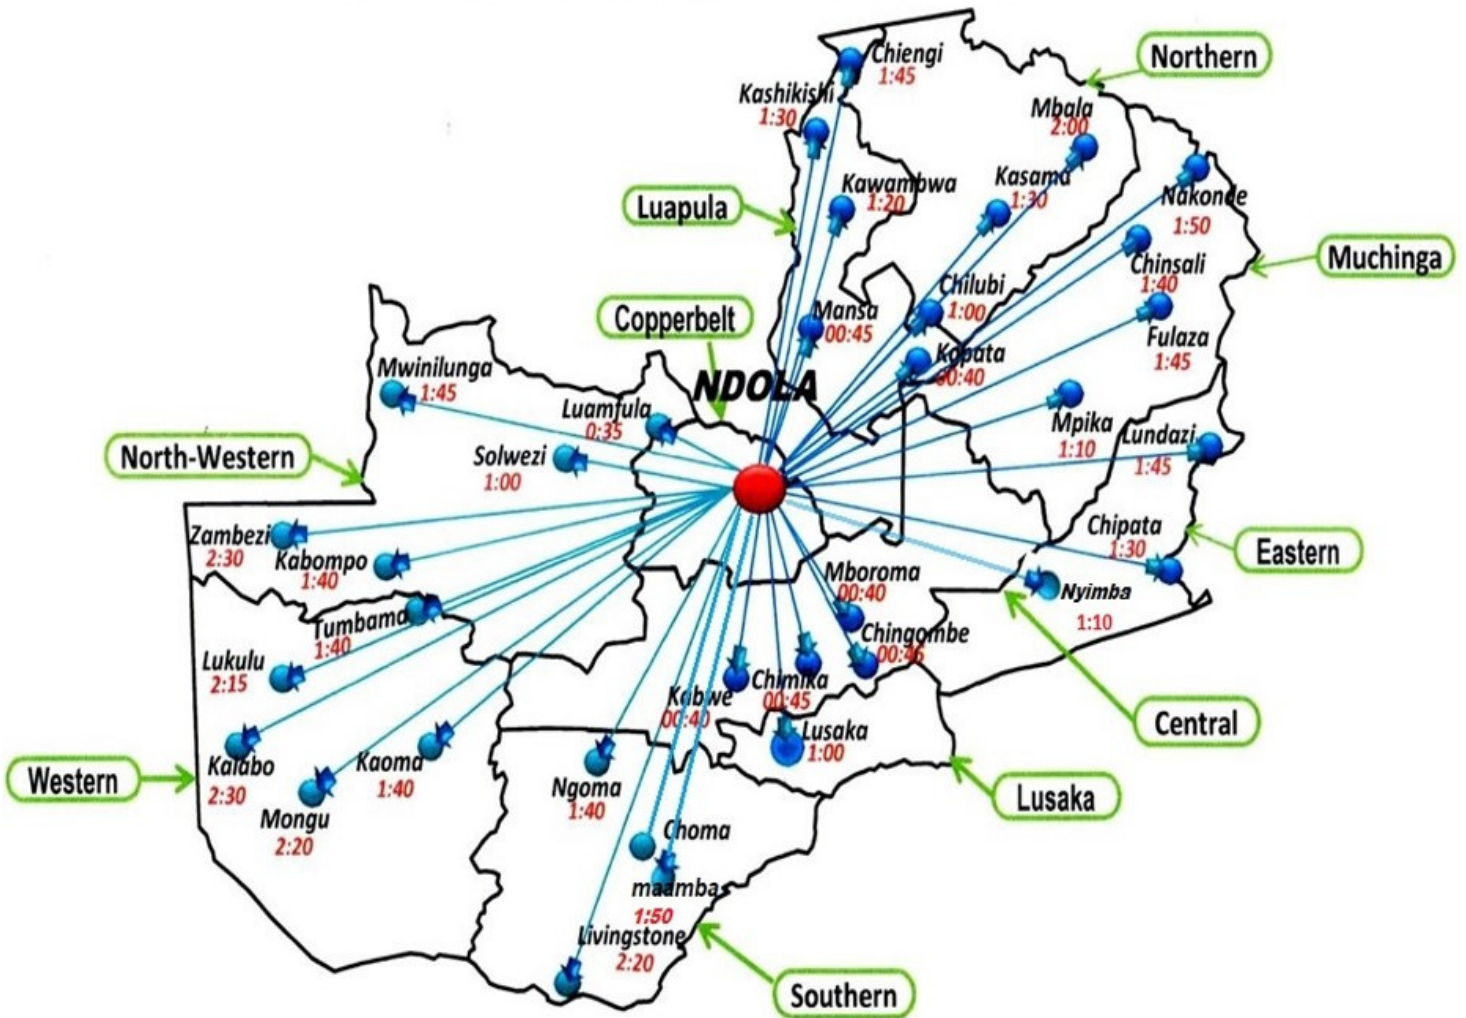 Chiengi
1:45
Northern
Kashikishi
1:30
Mbala
2:00
Kawambwa
1:20
Kasama
1:30
Nakonde
1:50
Luapula
Chinsali
1:40
Muchinga
Chilubi
1:00
Copperbelt
Mansa
00:45
Fulaza
1:45
Kopata
00:40
Mwinilunga
1:45
NDOLA
Luamfula
0:35
Mpika
1:10
Lundazi
1:45
North-Western
Solwezi
1:00
Zambezi
2:30
Kabompo
1:40
Chipata
1:30
Eastern
Mboroma
00:40
Nyimba
1:10
Tumbama
1:40
Chingombe
00:45
Lukulu
2:15
Kabwe
00:40
Chimika
00:45
Central
Lusaka
1:00
Western
Kalabo
2:30
Kaoma
1:40
Mongu
2:20
Ngoma
1:40
Lusaka
Choma
maamba
1:50
Livingstone
2:20
Southern